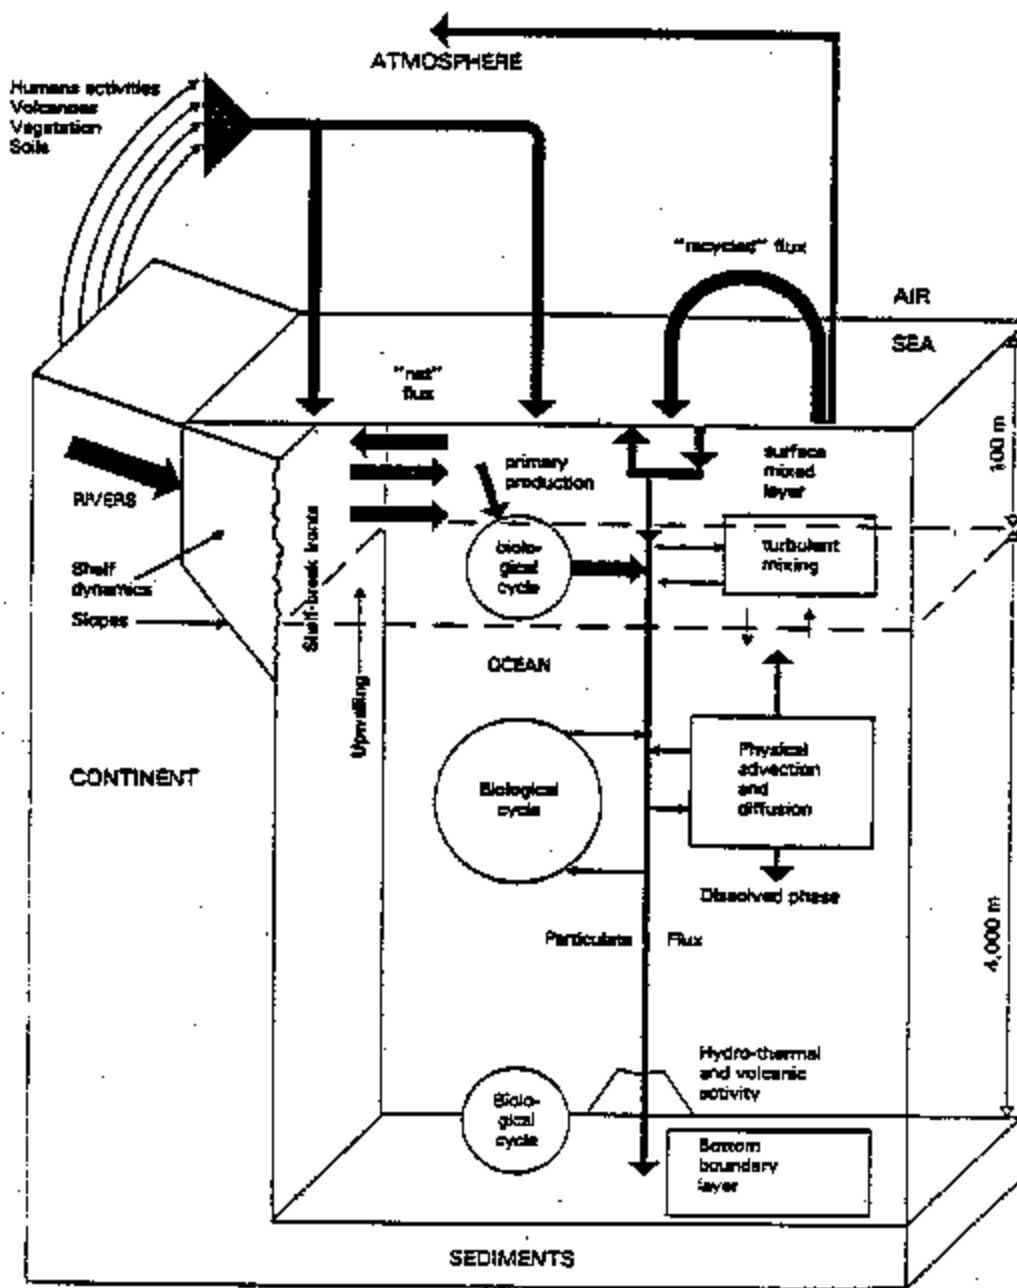 ATMOSPHERE
Humans activities
Volcanoes
Vegetation
Soils
"recycled" flux
AIR
SEA
"net"
flux
100 m
surface
mixed
layer
primary
production
RIVERS
biolo-
gical
cycle
turbulent
mixing
Shelf
dynamics
Slopes
Shelf-break fronts
Upwelling
OCEAN
CONTINENT
Biological
cycle
Physical
advection
and
diffusion
Dissolved phase
Particulate Flux
4,000 m
Hydro-thermal
and volcanic
activity
Biolo-
gical
cycle
Bottom
boundary
layer
SEDIMENTS